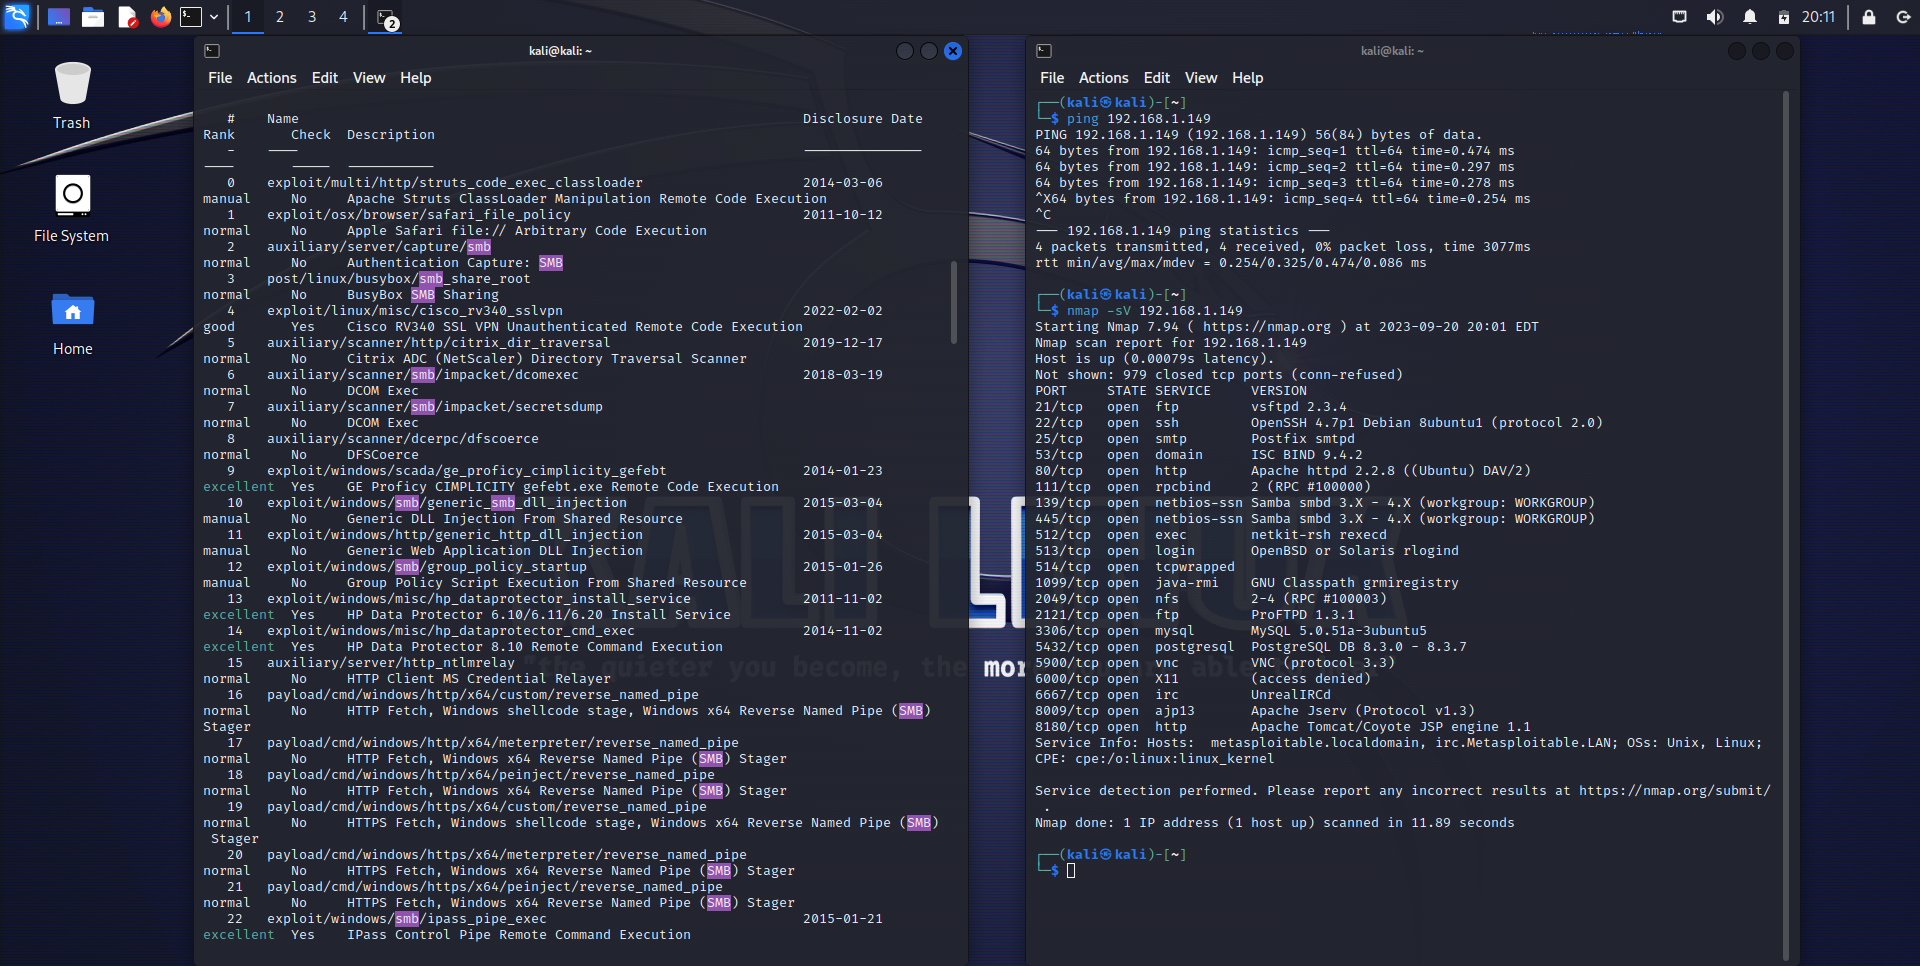 1 2 3 4 2 20:11
Trash
File System
Home
kali@kali: ~
File Actions Edit View Help
# Name Disclosure Date
Rank Check Description
- ---- ---------------
---- ----- -----------
0 exploit/multi/http/struts_code_exec_classloader 2014-03-06
manual No Apache Struts ClassLoader Manipulation Remote Code Execution
1 exploit/osx/browser/safari_file_policy 2011-10-12
normal No Apple Safari file:// Arbitrary Code Execution
2 auxiliary/server/capture/smb
normal No Authentication Capture: SMB
3 post/linux/busybox/smb_share_root
normal No BusyBox SMB Sharing
4 exploit/linux/misc/cisco_rv340_sslvpn 2022-02-02
good Yes Cisco RV340 SSL VPN Unauthenticated Remote Code Execution
5 auxiliary/scanner/http/citrix_dir_traversal 2019-12-17
normal No Citrix ADC (NetScaler) Directory Traversal Scanner
6 auxiliary/scanner/smb/impacket/dcomexec 2018-03-19
normal No DCOM Exec
7 auxiliary/scanner/smb/impacket/secretsdump
normal No DCOM Exec
8 auxiliary/scanner/dcerpc/dfscoerce
normal No DFSCoerce
9 exploit/windows/scada/ge_proficy_cimplicity_gefebt 2014-01-23
excellent Yes GE Proficy CIMPLICITY gefebt.exe Remote Code Execution
10 exploit/windows/smb/generic_smb_dll_injection 2015-03-04
manual No Generic DLL Injection From Shared Resource
11 exploit/windows/http/generic_http_dll_injection 2015-03-04
manual No Generic Web Application DLL Injection
12 exploit/windows/smb/group_policy_startup 2015-01-26
manual No Group Policy Script Execution From Shared Resource
13 exploit/windows/misc/hp_dataprotector_install_service 2011-11-02
excellent Yes HP Data Protector 6.10/6.11/6.20 Install Service
14 exploit/windows/misc/hp_dataprotector_cmd_exec 2014-11-02
excellent Yes HP Data Protector 8.10 Remote Command Execution
15 auxiliary/server/http_ntlmrelay
normal No HTTP Client MS Credential Relayer
16 payload/cmd/windows/http/x64/custom/reverse_named_pipe
normal No HTTP Fetch, Windows shellcode stage, Windows x64 Reverse Named Pipe (SMB)
Stager
17 payload/cmd/windows/http/x64/meterpreter/reverse_named_pipe
normal No HTTP Fetch, Windows x64 Reverse Named Pipe (SMB) Stager
18 payload/cmd/windows/http/x64/peinject/reverse_named_pipe
normal No HTTP Fetch, Windows x64 Reverse Named Pipe (SMB) Stager
19 payload/cmd/windows/https/x64/custom/reverse_named_pipe
normal No HTTPS Fetch, Windows shellcode stage, Windows x64 Reverse Named Pipe (SMB)
Stager
20 payload/cmd/windows/https/x64/meterpreter/reverse_named_pipe
normal No HTTPS Fetch, Windows x64 Reverse Named Pipe (SMB) Stager
21 payload/cmd/windows/https/x64/peinject/reverse_named_pipe
normal No HTTPS Fetch, Windows x64 Reverse Named Pipe (SMB) Stager
22 exploit/windows/smb/ipass_pipe_exec 2015-01-21
excellent Yes IPass Control Pipe Remote Command Execution
KALI LINUX
"the quieter you become, the more you are able to hear"
kali@kali: ~
File Actions Edit View Help
┌──(kali㉿kali)-[~]
└─$ ping 192.168.1.149
PING 192.168.1.149 (192.168.1.149) 56(84) bytes of data.
64 bytes from 192.168.1.149: icmp_seq=1 ttl=64 time=0.474 ms
64 bytes from 192.168.1.149: icmp_seq=2 ttl=64 time=0.297 ms
64 bytes from 192.168.1.149: icmp_seq=3 ttl=64 time=0.278 ms
^X64 bytes from 192.168.1.149: icmp_seq=4 ttl=64 time=0.254 ms
^C
--- 192.168.1.149 ping statistics ---
4 packets transmitted, 4 received, 0% packet loss, time 3077ms
rtt min/avg/max/mdev = 0.254/0.325/0.474/0.086 ms
┌──(kali㉿kali)-[~]
└─$ nmap -sV 192.168.1.149
Starting Nmap 7.94 ( https://nmap.org ) at 2023-09-20 20:01 EDT
Nmap scan report for 192.168.1.149
Host is up (0.00079s latency).
Not shown: 979 closed tcp ports (conn-refused)
PORT STATE SERVICE VERSION
21/tcp open ftp vsftpd 2.3.4
22/tcp open ssh OpenSSH 4.7p1 Debian 8ubuntu1 (protocol 2.0)
25/tcp open smtp Postfix smtpd
53/tcp open domain ISC BIND 9.4.2
80/tcp open http Apache httpd 2.2.8 ((Ubuntu) DAV/2)
111/tcp open rpcbind 2 (RPC #100000)
139/tcp open netbios-ssn Samba smbd 3.X - 4.X (workgroup: WORKGROUP)
445/tcp open netbios-ssn Samba smbd 3.X - 4.X (workgroup: WORKGROUP)
512/tcp open exec netkit-rsh rexecd
513/tcp open login OpenBSD or Solaris rlogind
514/tcp open tcpwrapped
1099/tcp open java-rmi GNU Classpath grmiregistry
2049/tcp open nfs 2-4 (RPC #100003)
2121/tcp open ftp ProFTPD 1.3.1
3306/tcp open mysql MySQL 5.0.51a-3ubuntu5
5432/tcp open postgresql PostgreSQL DB 8.3.0 - 8.3.7
5900/tcp open vnc VNC (protocol 3.3)
6000/tcp open X11 (access denied)
6667/tcp open irc UnrealIRCd
8009/tcp open ajp13 Apache Jserv (Protocol v1.3)
8180/tcp open http Apache Tomcat/Coyote JSP engine 1.1
Service Info: Hosts: metasploitable.localdomain, irc.Metasploitable.LAN; OSs: Unix, Linux;
CPE: cpe:/o:linux:linux_kernel
Service detection performed. Please report any incorrect results at https://nmap.org/submit/
.
Nmap done: 1 IP address (1 host up) scanned in 11.89 seconds
┌──(kali㉿kali)-[~]
└─$